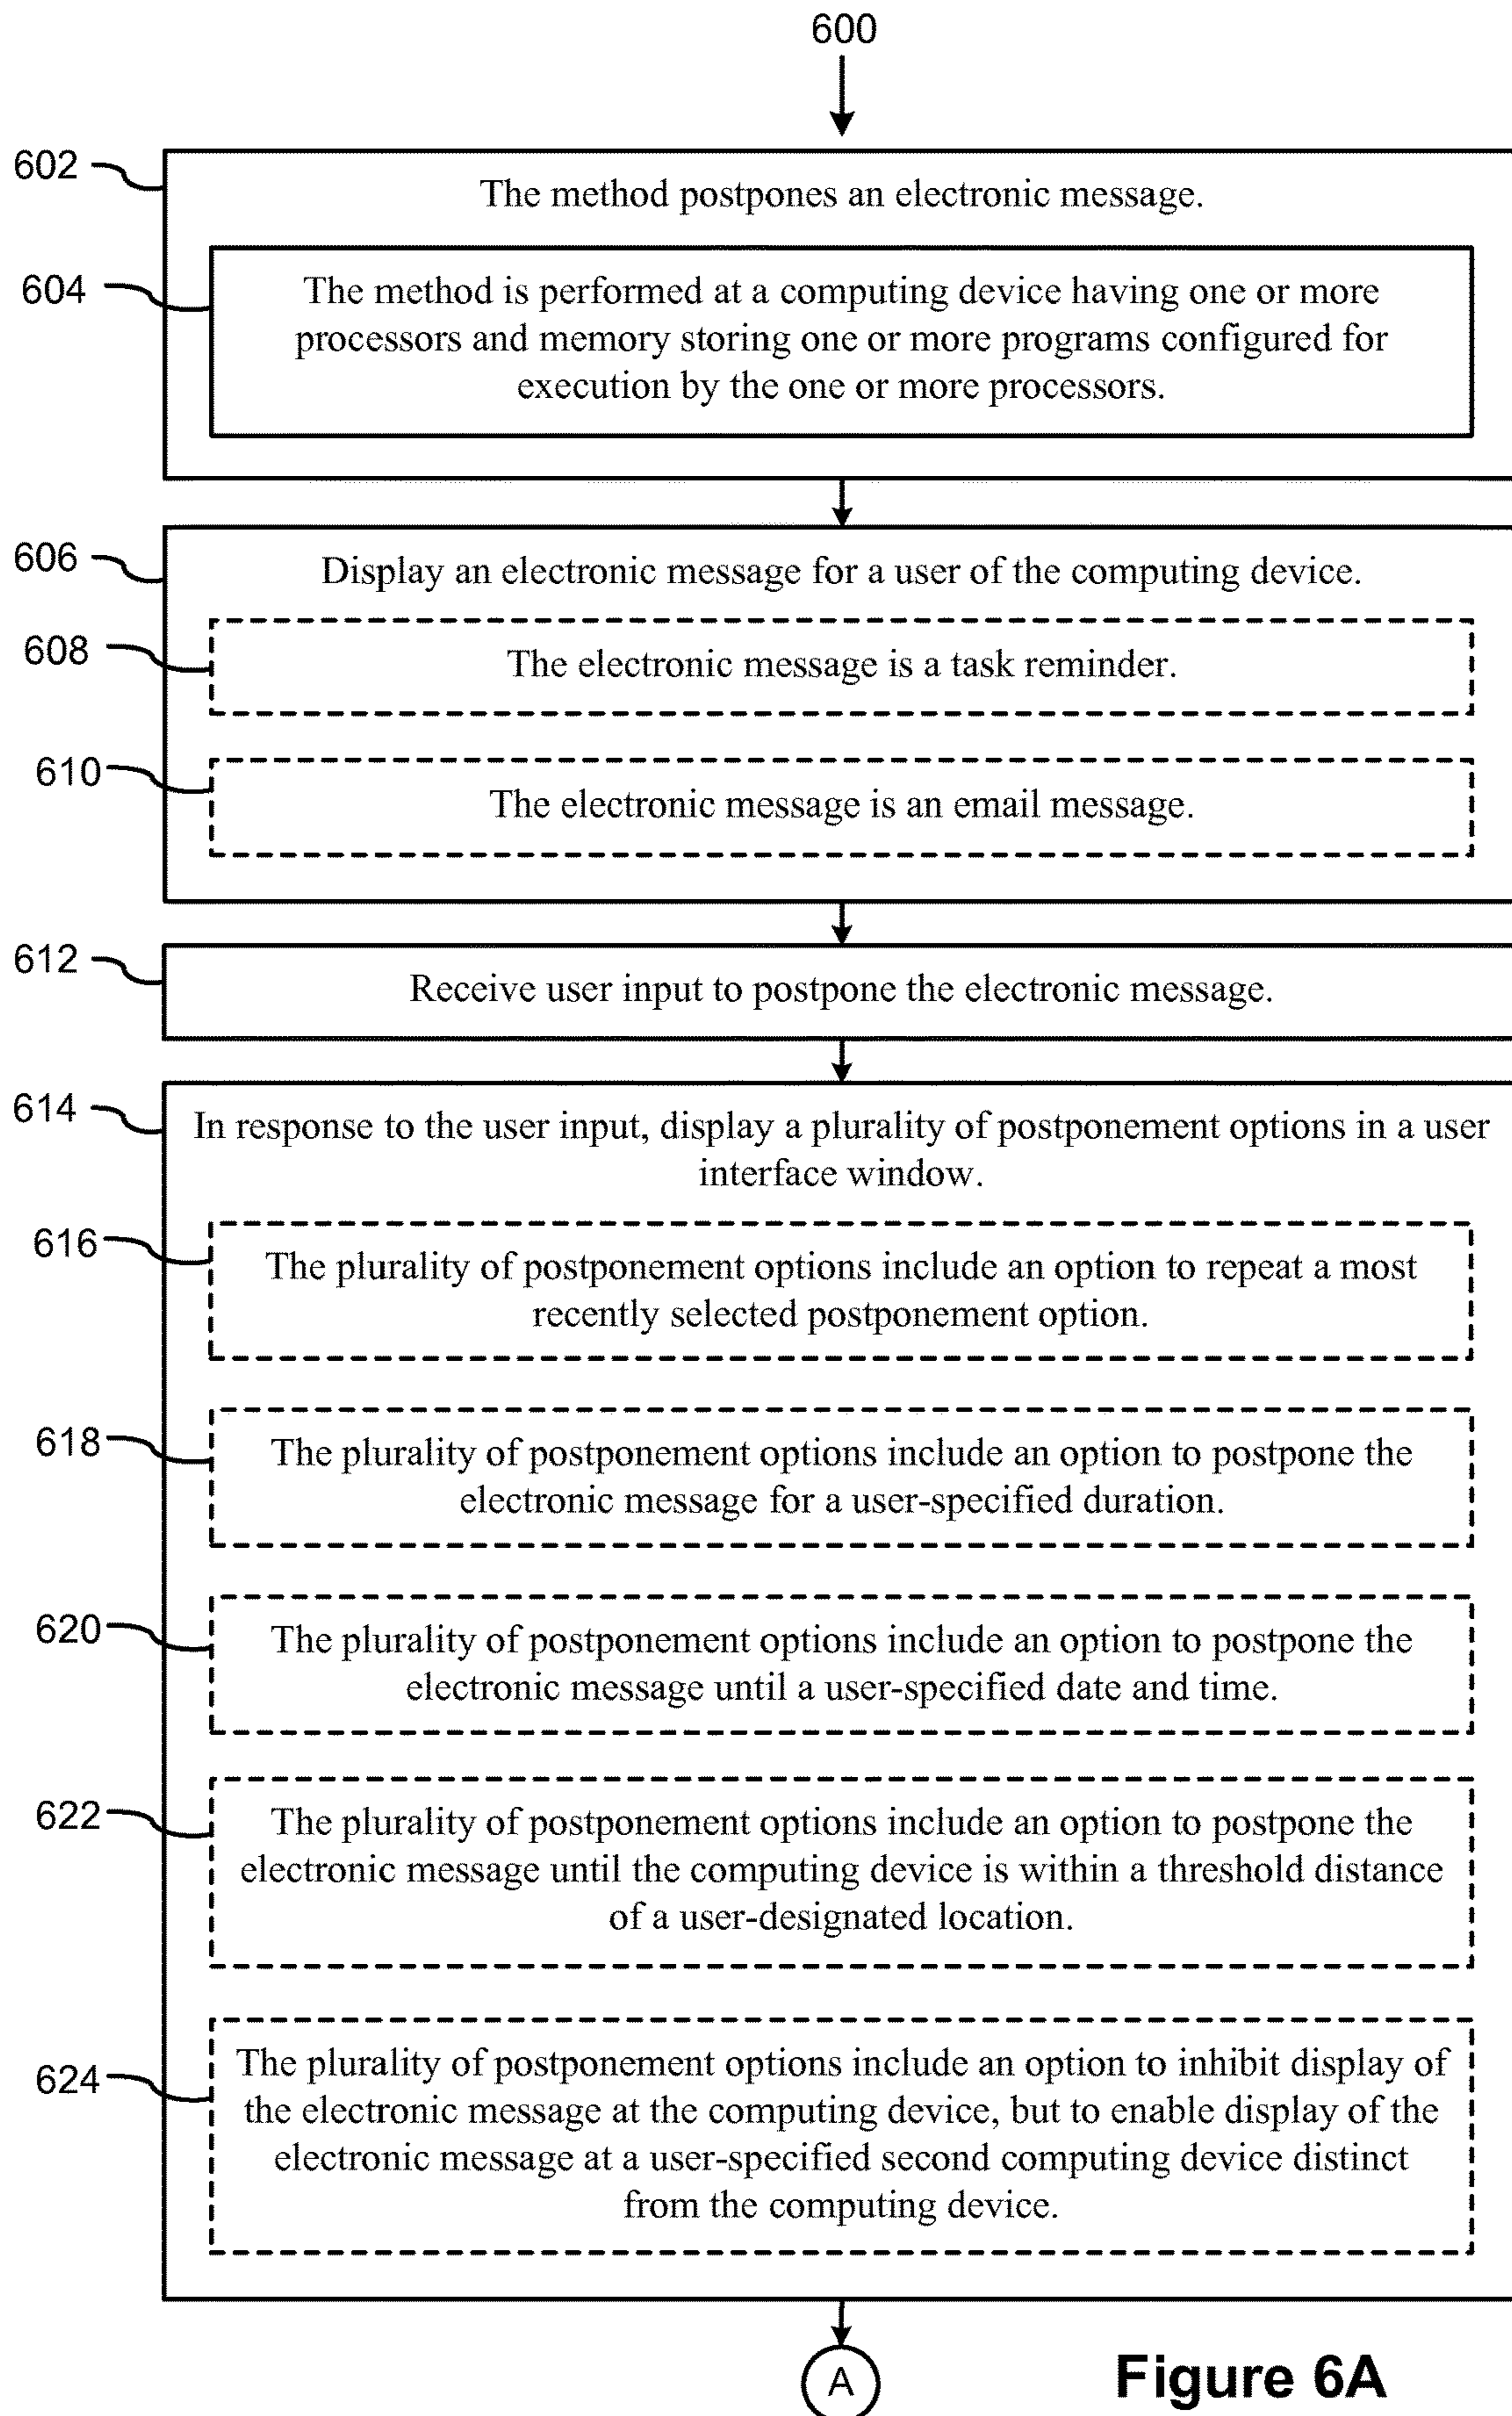 600
602
The method postpones an electronic message.
604
The method is performed at a computing device having one or more
processors and memory storing one or more programs configured for
execution by the one or more processors.
606
Display an electronic message for a user of the computing device.
608
The electronic message is a task reminder.
610
The electronic message is an email message.
612
Receive user input to postpone the electronic message.
614
In response to the user input, display a plurality of postponement options in a user
interface window.
616
The plurality of postponement options include an option to repeat a most
recently selected postponement option.
618
The plurality of postponement options include an option to postpone the
electronic message for a user-specified duration.
620
The plurality of postponement options include an option to postpone the
electronic message until a user-specified date and time.
622
The plurality of postponement options include an option to postpone the
electronic message until the computing device is within a threshold distance
of a user-designated location.
624
The plurality of postponement options include an option to inhibit display of
the electronic message at the computing device, but to enable display of the
electronic message at a user-specified second computing device distinct
from the computing device.
A
Figure 6A